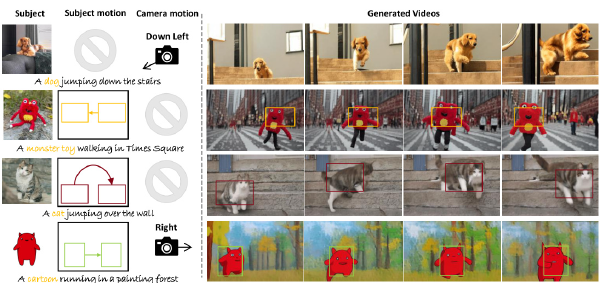 Subject Subject motion Camera motion Generated Videos
Down Left
A dog jumping down the stairs
A monster toy walking in Times Square
A cat jumping over the wall
Right
A cartoon running in a painting forest